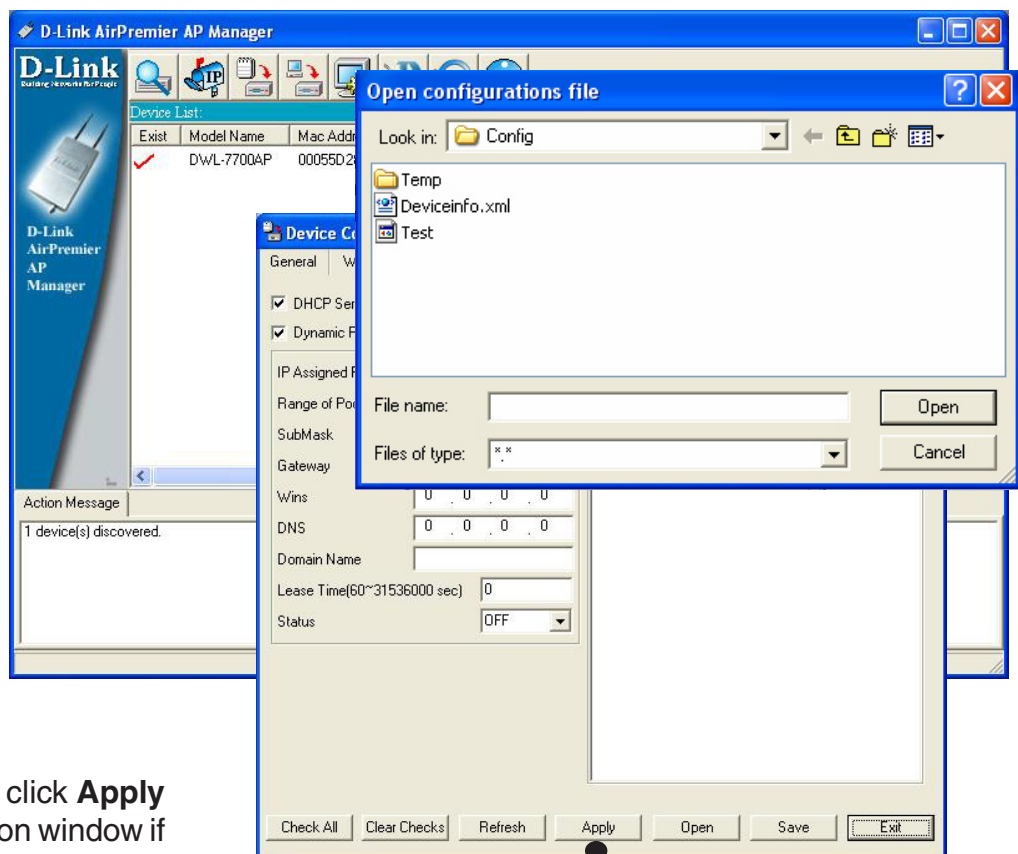 D-Link AirPremier AP Manager
D-Link
Building Networks for People
IP
Device List:
Exist Model Name Mac Addr
DWL-7700AP 00055D28
D-Link
AirPremier
AP
Manager
Open configurations file
Look in: Config
Temp
Deviceinfo.xml
Test
File name: Open
Files of type: *.* Cancel
Device Co
General W
DHCP Ser
Dynamic P
IP Assigned F
Range of Poo
SubMask
Gateway
Wins 0 . 0 . 0 . 0
DNS 0 . 0 . 0 . 0
Domain Name
Lease Time(60~31536000 sec) 0
Status OFF
Action Message
1 device(s) discovered.
Check All Clear Checks Refresh Apply Open Save Exit
click Apply
on window if